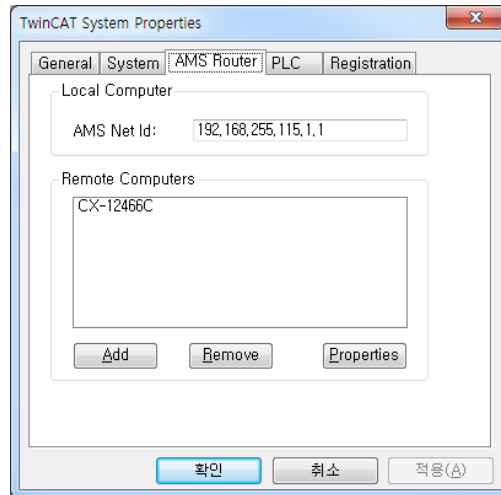 TwinCAT System Properties
General System AMS Router PLC Registration
Local Computer
AMS Net Id: 192,168,255,115,1,1
Remote Computers
CX-12466C
Add Remove Properties
확인 취소 적용(A)